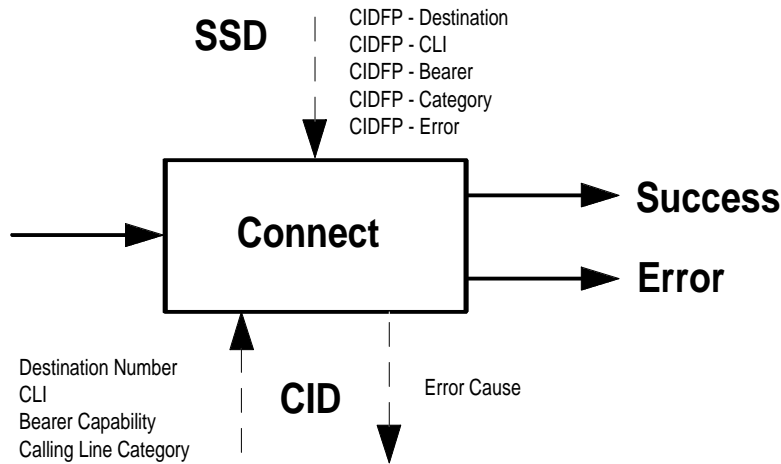 SSD
CIDFP - Destination
CIDFP - CLI
CIDFP - Bearer
CIDFP - Category
CIDFP - Error
Connect
Success
Error
Destination Number
CLI
Bearer Capability
Calling Line Category
CID
Error Cause